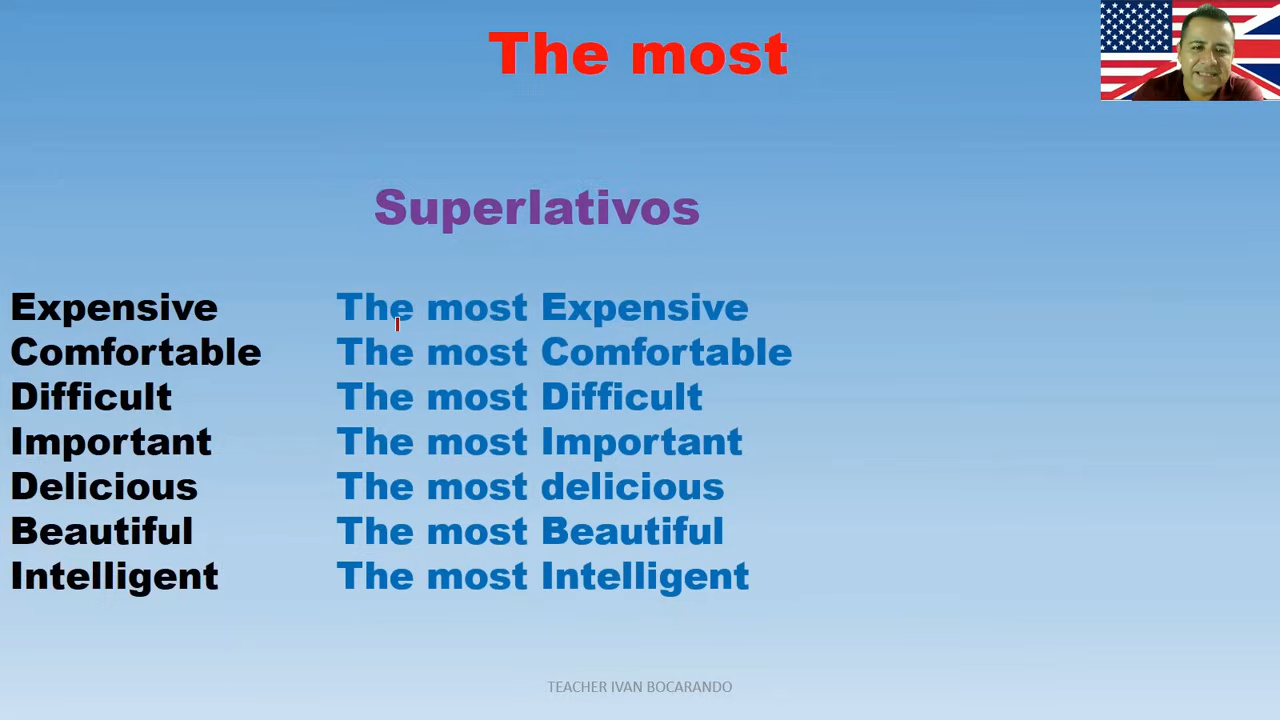 The most
Superlativos
Expensive The most Expensive
Comfortable The most Comfortable
Difficult The most Difficult
Important The most Important
Delicious The most delicious
Beautiful The most Beautiful
Intelligent The most Intelligent
TEACHER IVAN BOCARANDO